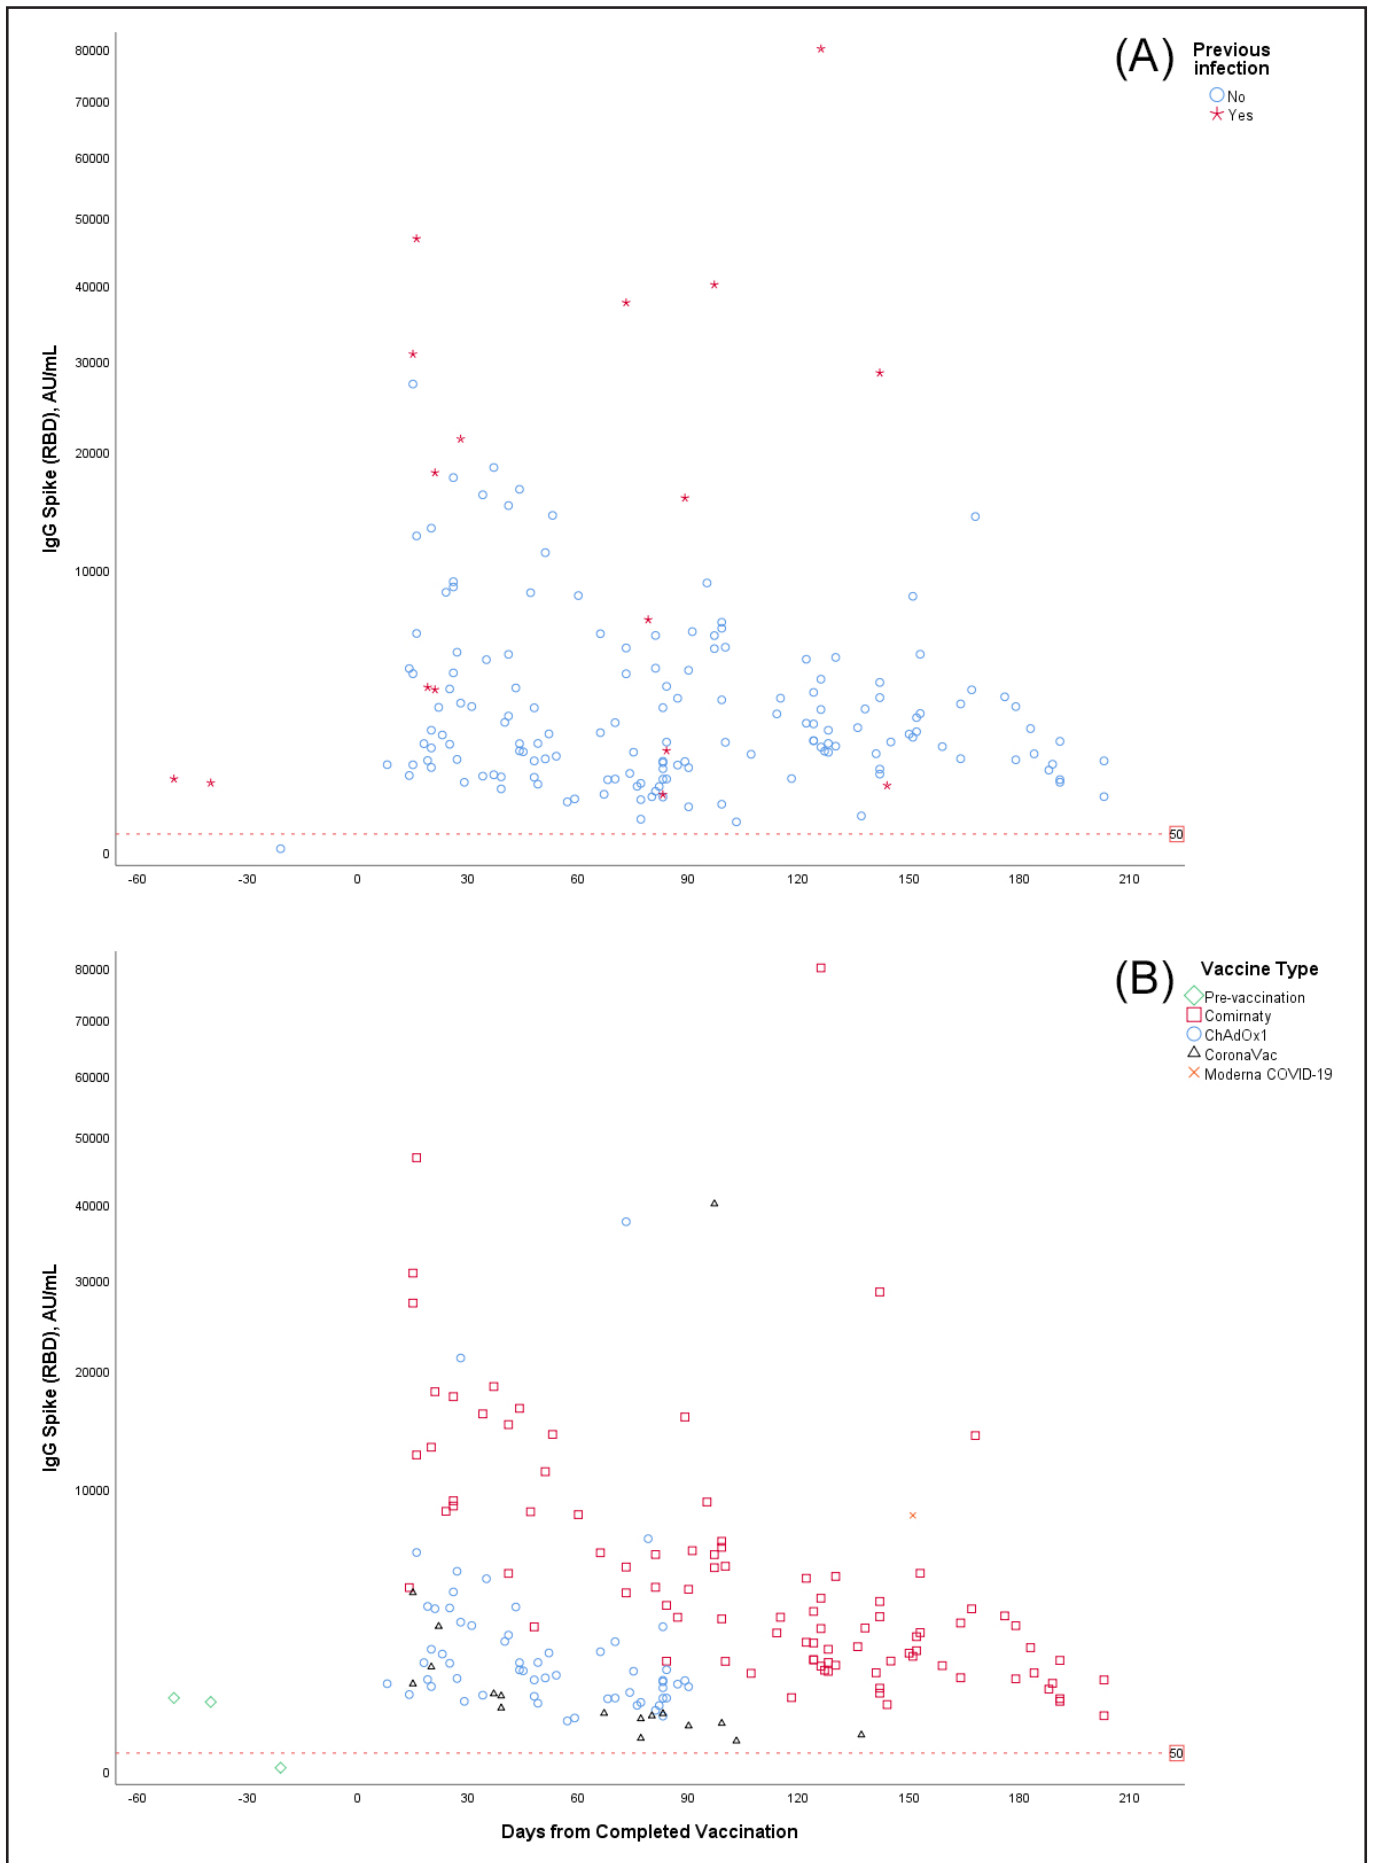 (A)
Previous
infection
No
Yes
IgG Spike (RBD), AU/mL
80000
70000
60000
50000
40000
30000
20000
10000
0
50
-60 -30 0 30 60 90 120 150 180 210
(B)
Vaccine Type
Pre-vaccination
Comirnaty
ChAdOx1
CoronaVac
Moderna COVID-19
IgG Spike (RBD), AU/mL
80000
70000
60000
50000
40000
30000
20000
10000
0
50
-60 -30 0 30 60 90 120 150 180 210
Days from Completed Vaccination